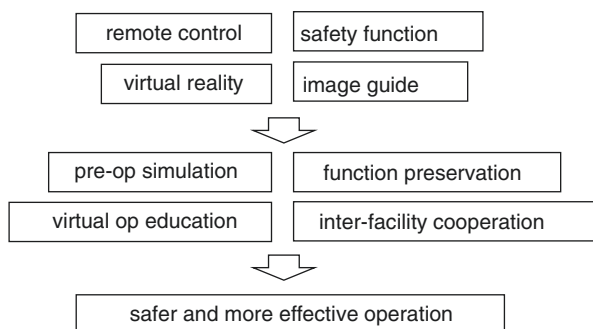 remote control
safety function
virtual reality
image guide
pre-op simulation
function preservation
virtual op education
inter-facility cooperation
safer and more effective operation